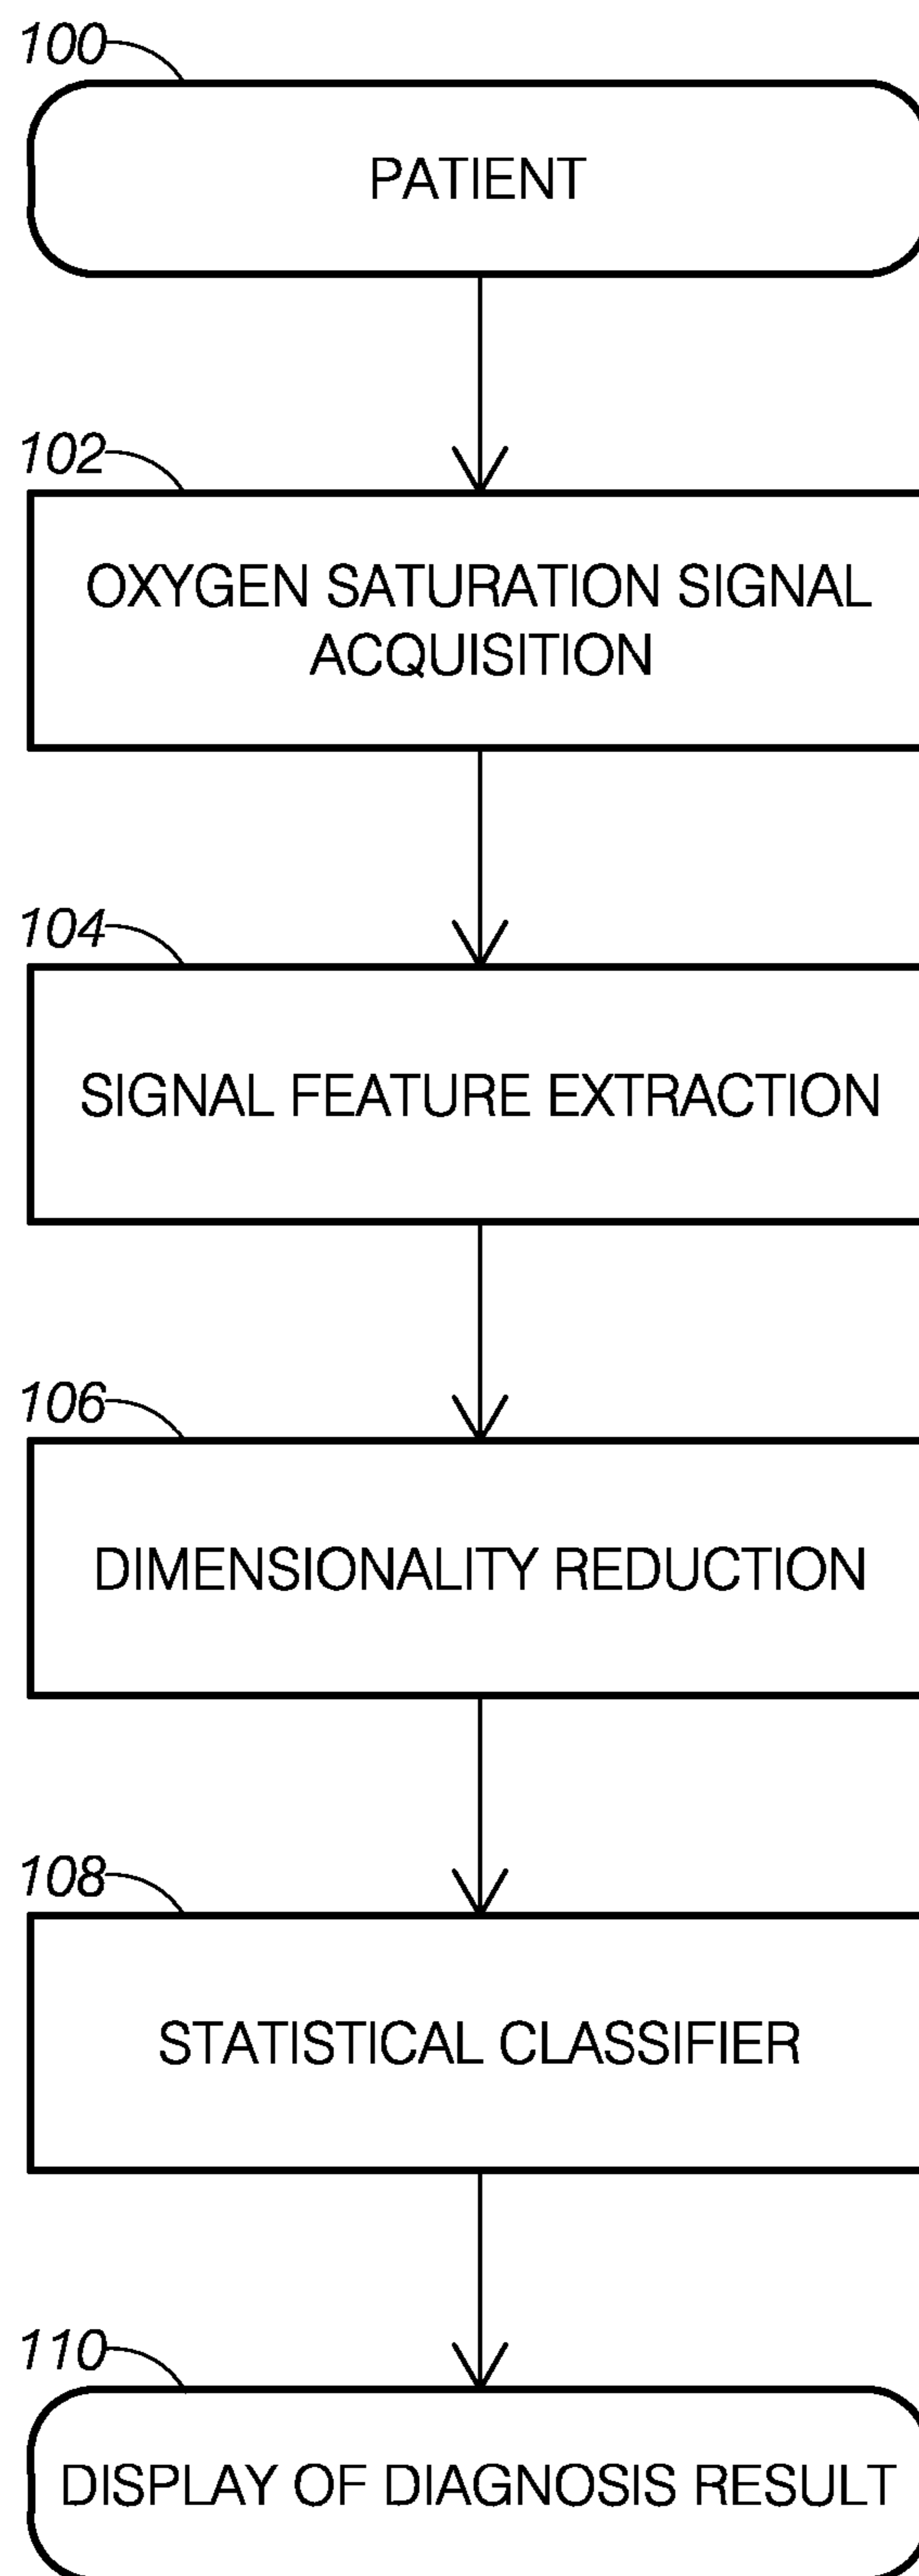 100
PATIENT
102
OXYGEN SATURATION SIGNAL
ACQUISITION
104
SIGNAL FEATURE EXTRACTION
106
DIMENSIONALITY REDUCTION
108
STATISTICAL CLASSIFIER
110
DISPLAY OF DIAGNOSIS RESULT